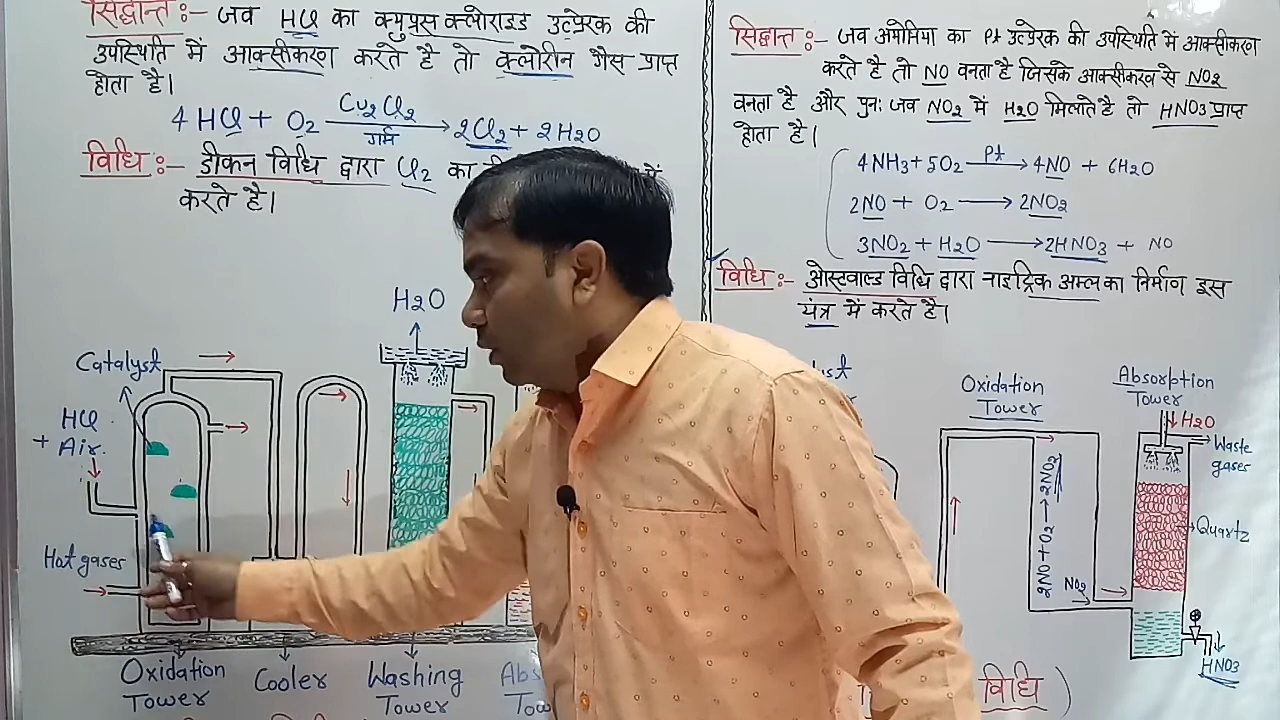 सिद्धान्त :- जब HCl का क्युप्रस क्लोराइड उत्प्रेरक की
उपस्थिति में आक्सीकरण करते है तो क्लोरीन गैस प्राप्त
होता है।
4HCl + O2 Cu2Cl2 गर्म → 2Cl2 + 2H2O
विधि :- डीकन विधि द्वारा Cl2 का
में
करते है।
H2O
Catalyst
HCl
+ Air
Hot gases
Oxidation Tower
Cooler
Washing Tower
सिद्धान्त :- जब अमोनिया का Pt उत्प्रेरक की उपस्थिति में आक्सीकरण
करते है तो NO बनता है जिसके आक्सीकरण से NO2
बनता है और पुनः जब NO2 में H2O मिलाते है तो HNO3 प्राप्त
होता है।
4NH3 + 5O2 Pt → 4NO + 6H2O
2NO + O2 → 2NO2
3NO2 + H2O → 2HNO3 + NO
विधि :- ओस्टवाल्ड विधि द्वारा नाइट्रिक अम्ल का निर्माण इस
यंत्र में करते है।
Oxidation Tower
Absorption Tower
H2O
Waste gases
2NO + O2 → 2NO2
Quartz
NO2
HNO3
विधि )